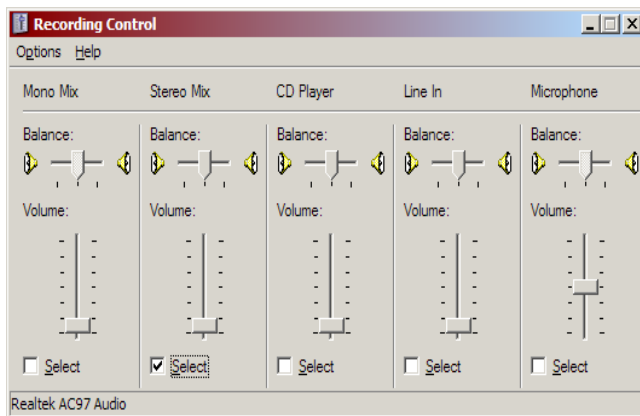 Recording Control
Options Help
Mono Mix Stereo Mix CD Player Line In Microphone
Balance: Balance: Balance: Balance: Balance:
Volume: Volume: Volume: Volume: Volume:
Select Select Select Select Select
Realtek AC97 Audio